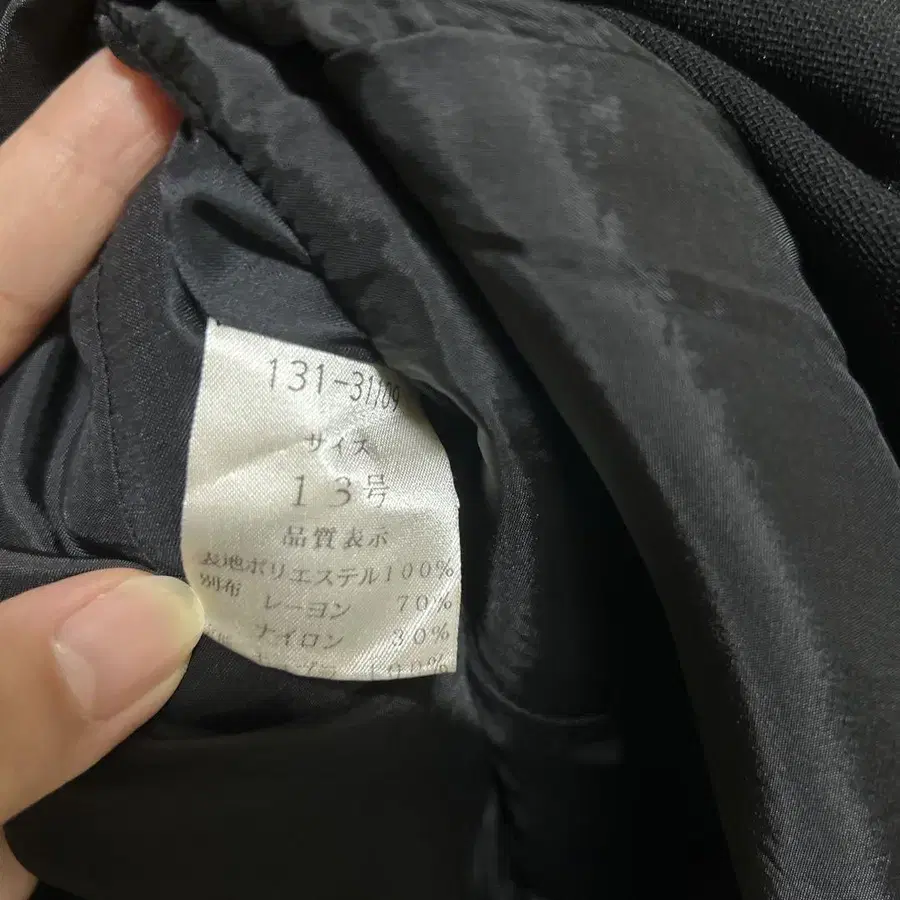 131-31109
サイズ
13号
品質表示
表地ポリエステル100%
別布 レーヨン 70%
ナイロン 30%
100%